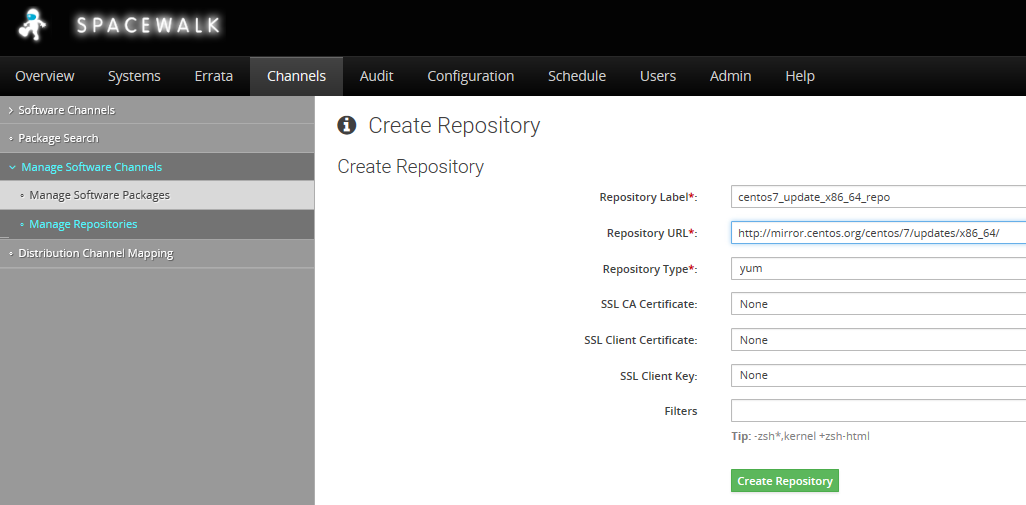 SPACEWALK
Overview Systems Errata Channels Audit Configuration Schedule Users Admin Help
Software Channels
Package Search
Manage Software Channels
Manage Software Packages
Manage Repositories
Distribution Channel Mapping
Create Repository
Create Repository
Repository Label*: centos7_update_x86_64_repo
Repository URL*: http://mirror.centos.org/centos/7/updates/x86_64/
Repository Type*: yum
SSL CA Certificate: None
SSL Client Certificate: None
SSL Client Key: None
Filters
Tip: -zsh*,kernel +zsh-html
Create Repository